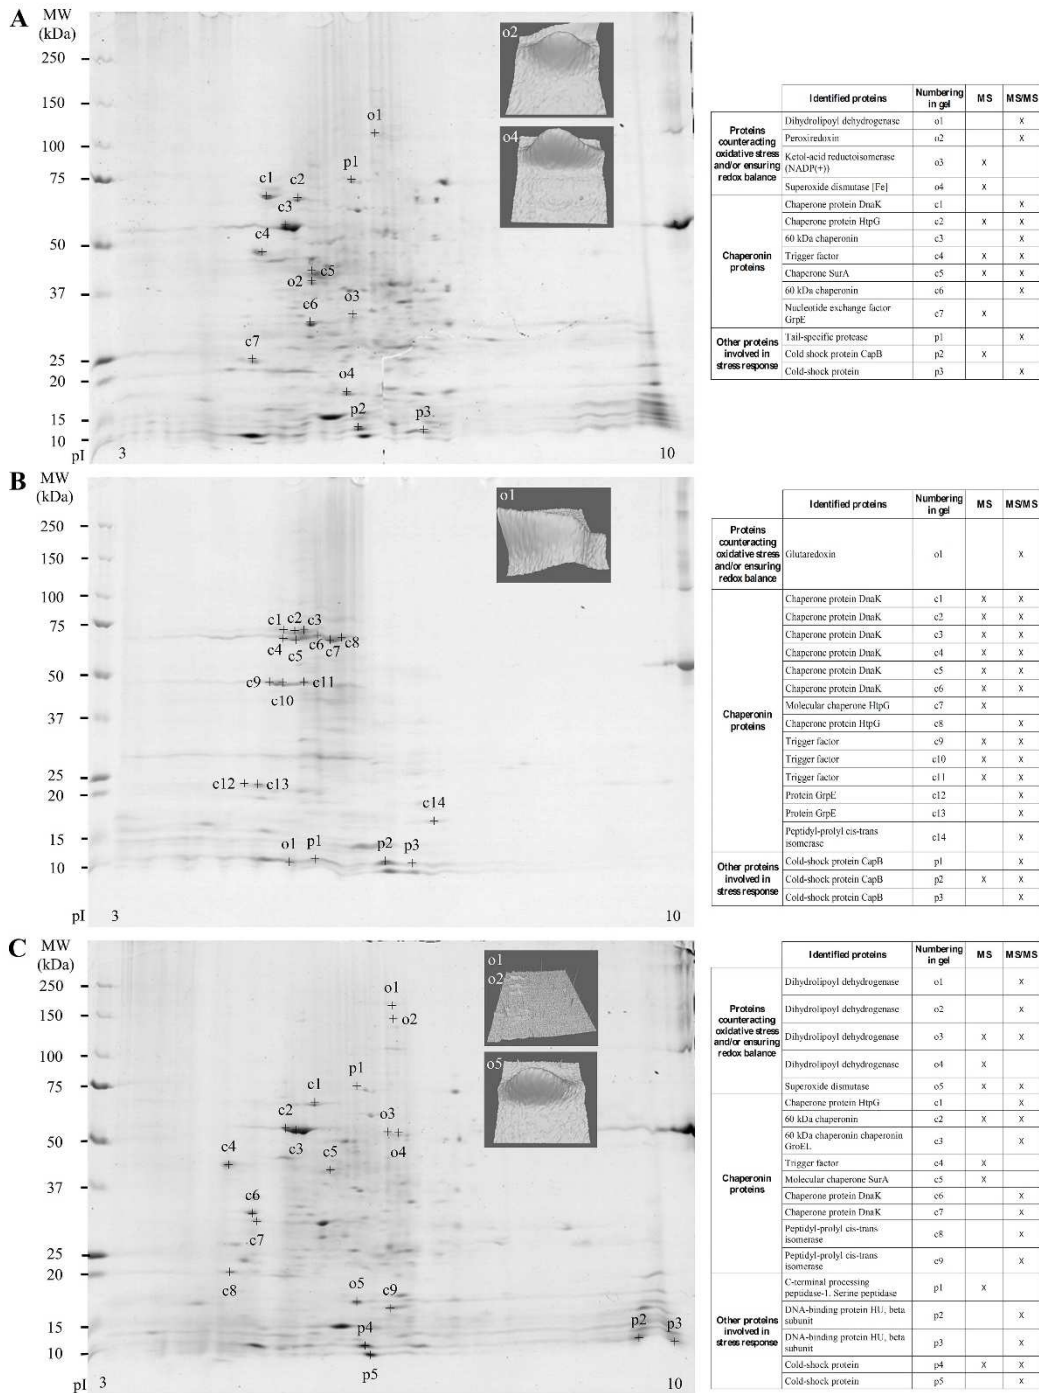 A
MW
(kDa)
250
150
100
75
50
37
25
20
15
10
pI
3
10
o2
o4
o1
p1
c1
c2
c3
c4
c5
o2
c6
o3
c7
o4
p2
p3
Identified proteins Numbering in gel MS MS/MS
Proteins counteracting oxidative stress and/or ensuring redox balance
Dihydrolipoyl dehydrogenase o1 X
Peroxiredoxin o2 X
Ketol-acid reductoisomerase (NADP(+)) o3 X
Superoxide dismutase [Fe] o4 X
Chaperonin proteins
Chaperone protein DnaK c1 X
Chaperone protein HtpG c2 X X
60 kDa chaperonin c3 X
Trigger factor c4 X X
Chaperone SurA c5 X X
60 kDa chaperonin c6 X
Nucleotide exchange factor GrpE c7 X
Other proteins involved in stress response
Tail-specific protease p1 X
Cold shock protein CapB p2 X
Cold-shock protein p3 X
B
MW
(kDa)
250
150
100
75
50
37
25
20
15
10
pI
3
10
o1
c1
c2
c3
c4
c5
c6
c7
c8
c9
c10
c11
c12
c13
c14
o1
p1
p2
p3
Identified proteins Numbering in gel MS MS/MS
Proteins counteracting oxidative stress and/or ensuring redox balance
Glutaredoxin o1 X
Chaperonin proteins
Chaperone protein DnaK c1 X X
Chaperone protein DnaK c2 X X
Chaperone protein DnaK c3 X X
Chaperone protein DnaK c4 X X
Chaperone protein DnaK c5 X X
Chaperone protein DnaK c6 X X
Molecular chaperone HtpG c7 X
Chaperone protein HtpG c8 X
Trigger factor c9 X X
Trigger factor c10 X X
Trigger factor c11 X X
Protein GrpE c12 X
Protein GrpE c13 X
Peptidyl-prolyl cis-trans isomerase c14 X
Other proteins involved in stress response
Cold-shock protein CapB p1 X
Cold-shock protein CapB p2 X X
Cold-shock protein CapB p3 X
C
MW
(kDa)
250
150
100
75
50
37
25
20
15
10
pI
3
10
o1
o2
o5
o1
o2
p1
c1
c2
c3
o3
o4
c4
c5
c6
c7
c8
o5
c9
p4
p5
p2
p3
Identified proteins Numbering in gel MS MS/MS
Proteins counteracting oxidative stress and/or ensuring redox balance
Dihydrolipoyl dehydrogenase o1 X
Dihydrolipoyl dehydrogenase o2 X
Dihydrolipoyl dehydrogenase o3 X X
Dihydrolipoyl dehydrogenase o4 X
Superoxide dismutase o5 X X
Chaperonin proteins
Chaperone protein HtpG c1 X
60 kDa chaperonin c2 X X
60 kDa chaperonin chaperonin GroEL c3 X
Trigger factor c4 X
Molecular chaperone SurA c5 X
Chaperone protein DnaK c6 X
Chaperone protein DnaK c7 X
Peptidyl-prolyl cis-trans isomerase c8 X
Peptidyl-prolyl cis-trans isomerase c9 X
Other proteins involved in stress response
C-terminal processing peptidase-1. Serine peptidase p1 X
DNA-binding protein HU, beta subunit p2 X
DNA-binding protein HU, beta subunit p3 X
Cold-shock protein p4 X X
Cold-shock protein p5 X